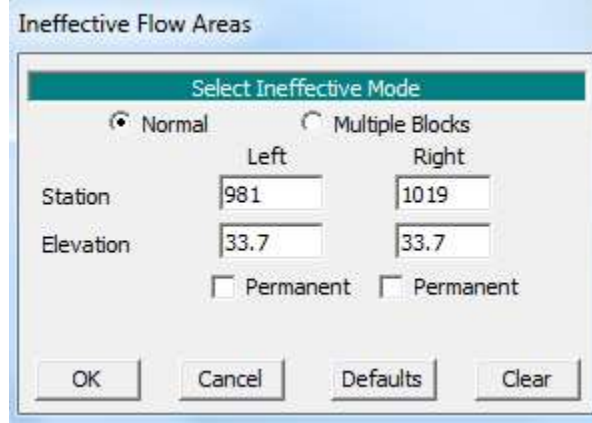 Ineffective Flow Areas
Select Ineffective Mode
Normal Multiple Blocks
Left Right
Station 981 1019
Elevation 33.7 33.7
Permanent Permanent
OK Cancel Defaults Clear